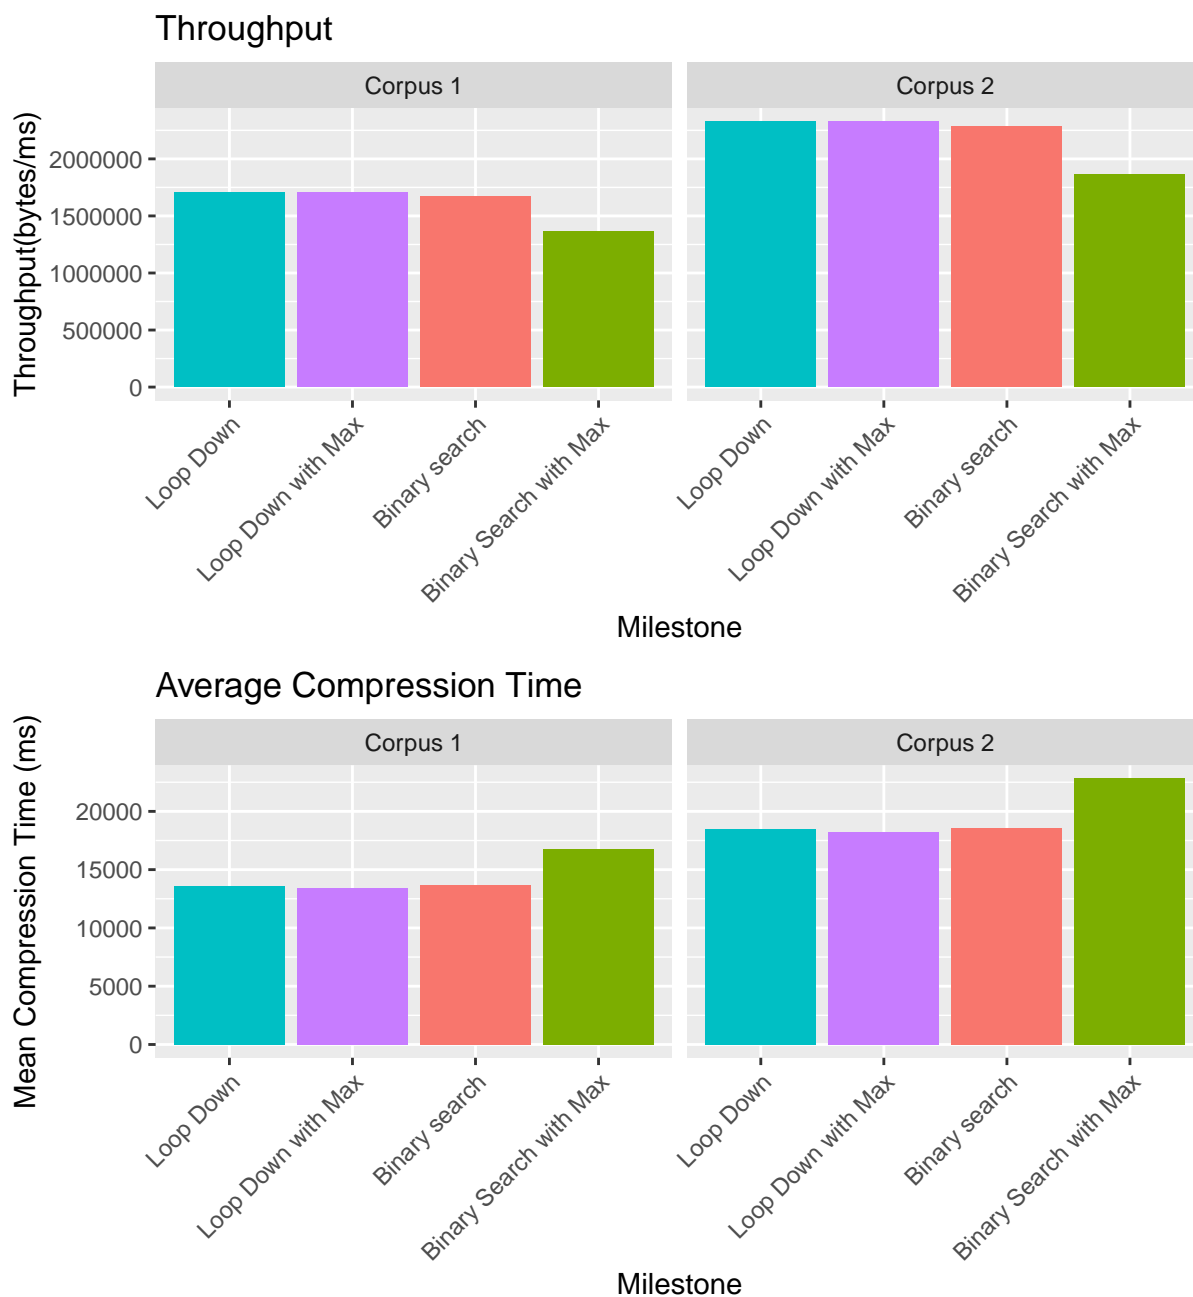 Throughput
Corpus 1
Corpus 2
Throughput(bytes/ms)
2000000
1500000
1000000
500000
0
Loop Down
Loop Down with Max
Binary search
Binary Search with Max
Loop Down
Loop Down with Max
Binary search
Binary Search with Max
Milestone
Average Compression Time
Corpus 1
Corpus 2
Mean Compression Time (ms)
20000
15000
10000
5000
0
Loop Down
Loop Down with Max
Binary search
Binary Search with Max
Loop Down
Loop Down with Max
Binary search
Binary Search with Max
Milestone